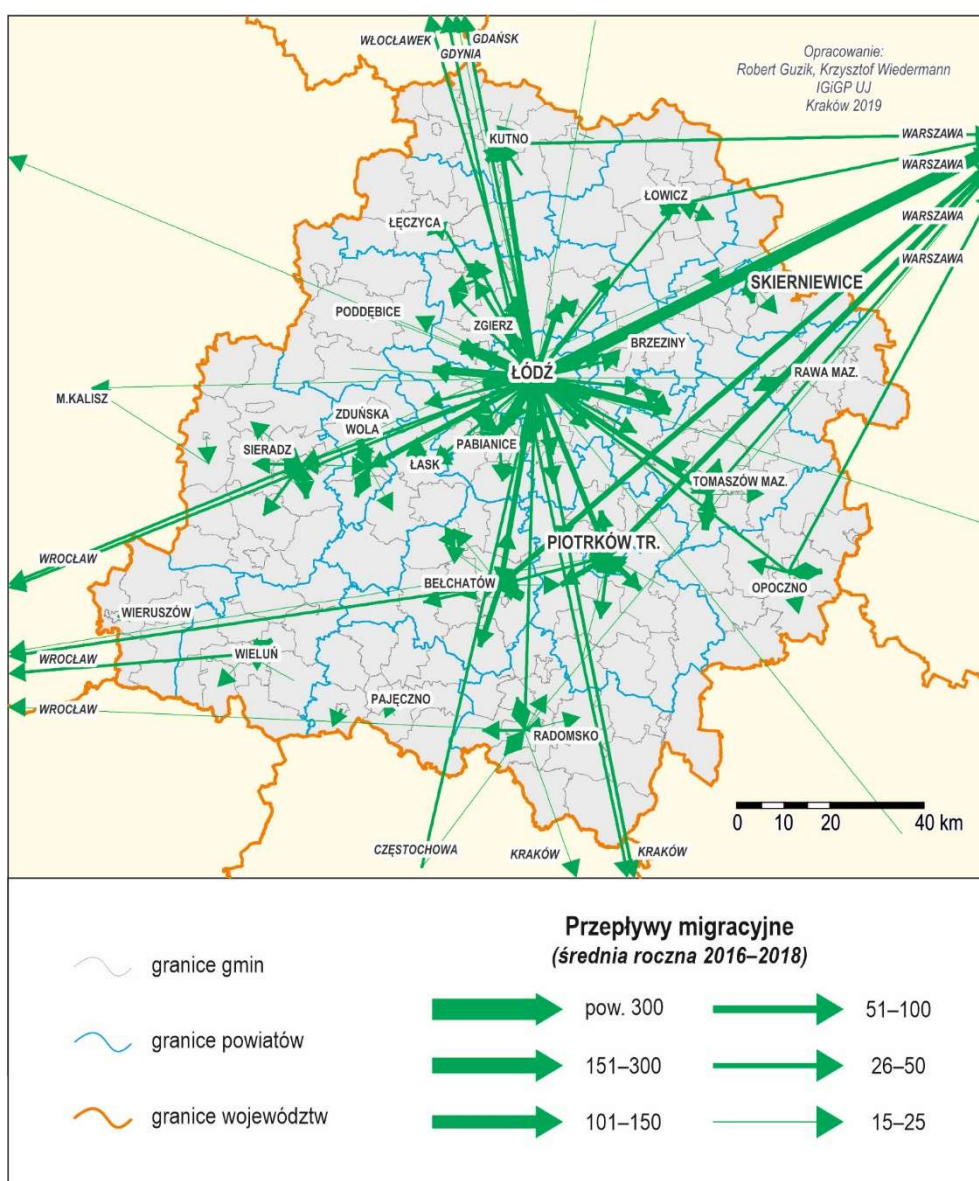 WŁOCŁAWEK
GDAŃSK
GDYNIA
Opracowanie:
Robert Guzik, Krzysztof Wiedermann
IGiGP UJ
Kraków 2019
KUTNO
WARSZAWA
WARSZAWA
ŁOWICZ
WARSZAWA
ŁĘCZYCA
WARSZAWA
SKIERNIEWICE
PODDĘBICE
ZGIERZ
BRZEZINY
ŁÓDŹ
RAWA MAZ.
M.KALISZ
ZDUŃSKA
WOLA
SIERADZ
PABIANICE
ŁASK
TOMASZÓW MAZ.
PIOTRKÓW TR.
WROCŁAW
BEŁCHATÓW
OPOCZNO
WIERUSZÓW
WIELUŃ
WROCŁAW
PAJĘCZNO
WROCŁAW
RADOMSKO
0 10 20 40 km
CZĘSTOCHOWA
KRAKÓW
KRAKÓW
Przepływy migracyjne
(średnia roczna 2016–2018)
granice gmin
granice powiatów
granice województw
pow. 300
151–300
101–150
51–100
26–50
15–25